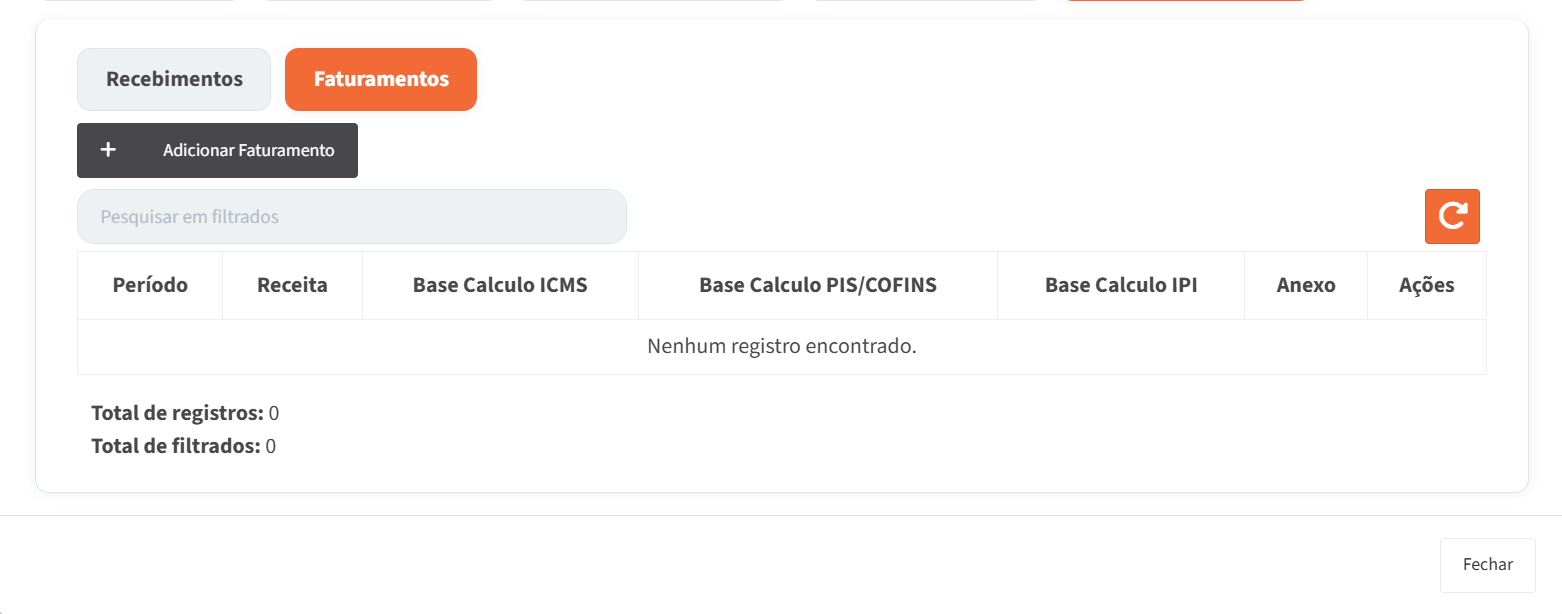 Recebimentos
Faturamentos
+ Adicionar Faturamento
Pesquisar em filtrados
Período Receita Base Calculo ICMS Base Calculo PIS/COFINS Base Calculo IPI Anexo Ações
Nenhum registro encontrado.
Total de registros: 0
Total de filtrados: 0
Fechar